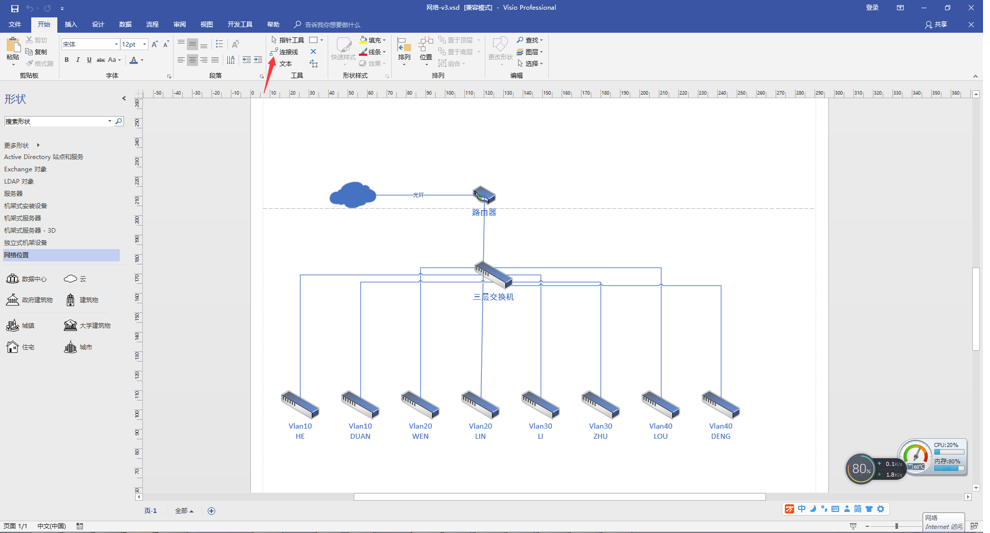 网络-v3.vsd [兼容模式] - Visio Professional
登录
文件 开始 插入 设计 数据 流程 审阅 视图 开发工具 帮助 告诉我你想要做什么
共享
粘贴
剪切
复制
格式刷
剪贴板
宋体 12pt
B I U abc Aa A
字体
段落
指针工具
连接线
文本
工具
快速样式
填充
线条
效果
形状样式
排列
位置
置于顶层
置于底层
组合
排列
更改形状
查找
图层
选择
编辑
形状
搜索形状
更多形状
Active Directory 站点和服务
Exchange 对象
LDAP 对象
服务器
机架式安装设备
机架式服务器
机架式服务器 - 3D
独立式机架设备
网络位置
数据中心 云
政府建筑物 建筑物
城镇 大学建筑物
住宅 城市
光纤
路由器
三层交换机
Vlan10 Vlan10 Vlan20 Vlan20 Vlan30 Vlan30 Vlan40 Vlan40
HE DUAN WEN LIN LI ZHU LOU DENG
80%
60℃
CPU:20%
内存:80%
中 简
网络
页-1 全部
页面 1/1 中文(中国)